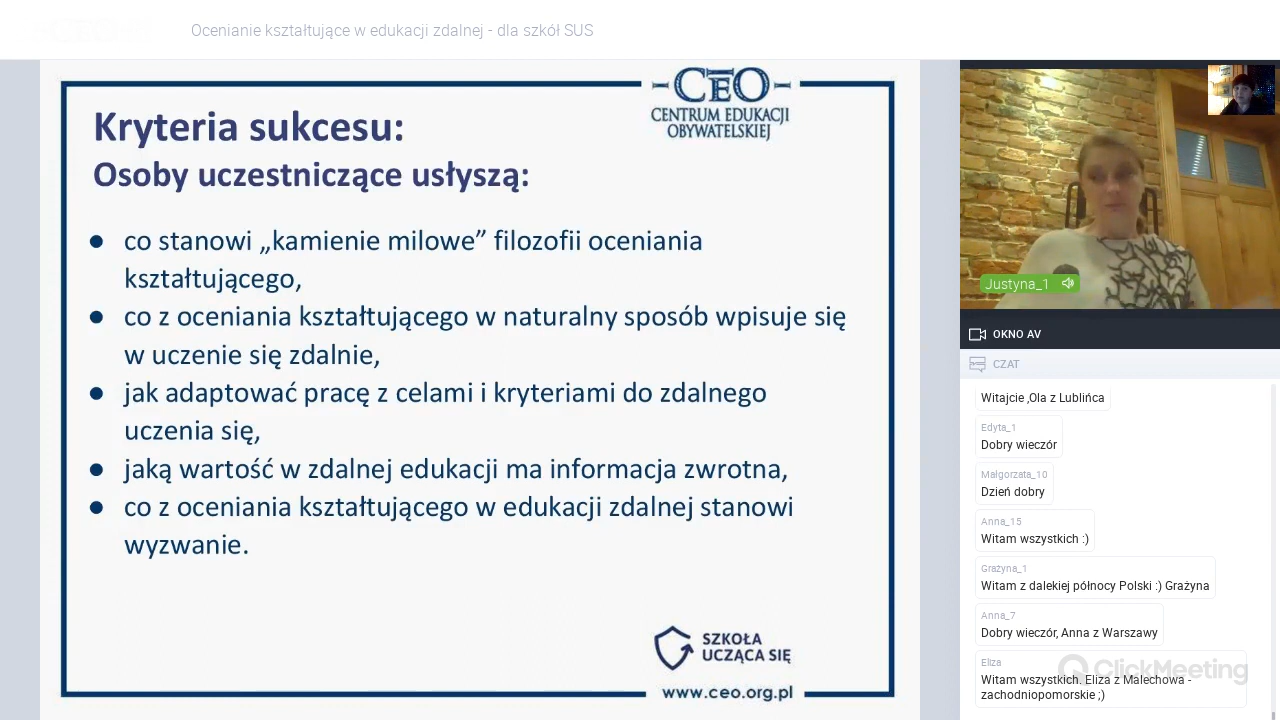 Ocenianie kształtujące w edukacji zdalnej - dla szkół SUS
CEO
CENTRUM EDUKACJI
OBYWATELSKIEJ
Kryteria sukcesu:
Osoby uczestniczące usłyszą:
● co stanowi „kamienie milowe” filozofii oceniania
kształtującego,
● co z oceniania kształtującego w naturalny sposób wpisuje się
w uczenie się zdalnie,
● jak adaptować pracę z celami i kryteriami do zdalnego
uczenia się,
● jaką wartość w zdalnej edukacji ma informacja zwrotna,
● co z oceniania kształtującego w edukacji zdalnej stanowi
wyzwanie.
SZKOŁA
UCZĄCA SIĘ
www.ceo.org.pl
Justyna_1
OKNO AV
CZAT
Witajcie ,Ola z Lublińca
Edyta_1
Dobry wieczór
Małgorzata_10
Dzień dobry
Anna_15
Witam wszystkich :)
Grażyna_1
Witam z dalekiej północy Polski :) Grażyna
Anna_7
Dobry wieczór, Anna z Warszawy
Eliza
Witam wszystkich. Eliza z Malechowa -
zachodniopomorskie ;)
ClickMeeting